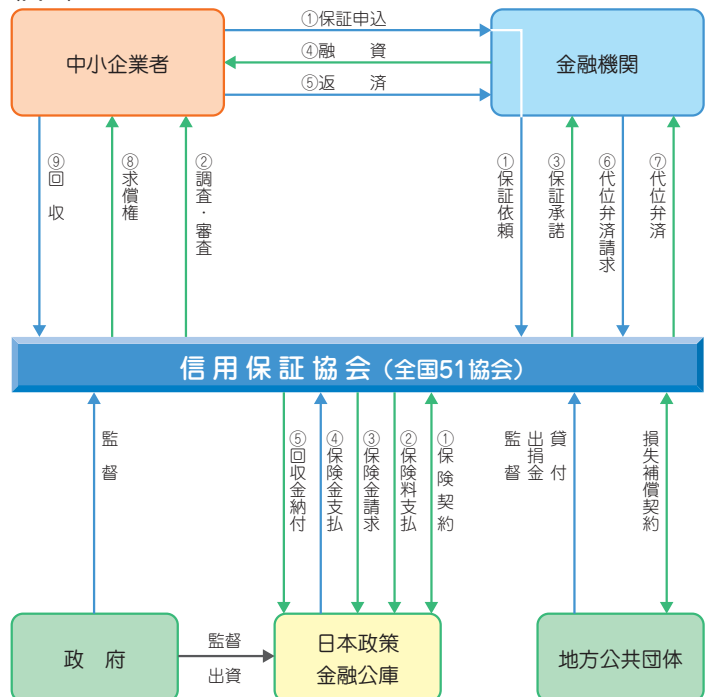 ①保証申込
中小企業者
④融　資
金融機関
⑤返　済
⑨回　収
⑧求償権
②調査・審査
①保証依頼
③保証承諾
⑥代位弁済請求
⑦代位弁済
信用保証協会（全国51協会）
監　督
⑤回収金納付
④保険金支払
③保険金請求
②保険料支払
①保険契約
貸　付
出捐金
監　督
損失補償契約
政　府
監督
出資
日本政策
金融公庫
地方公共団体